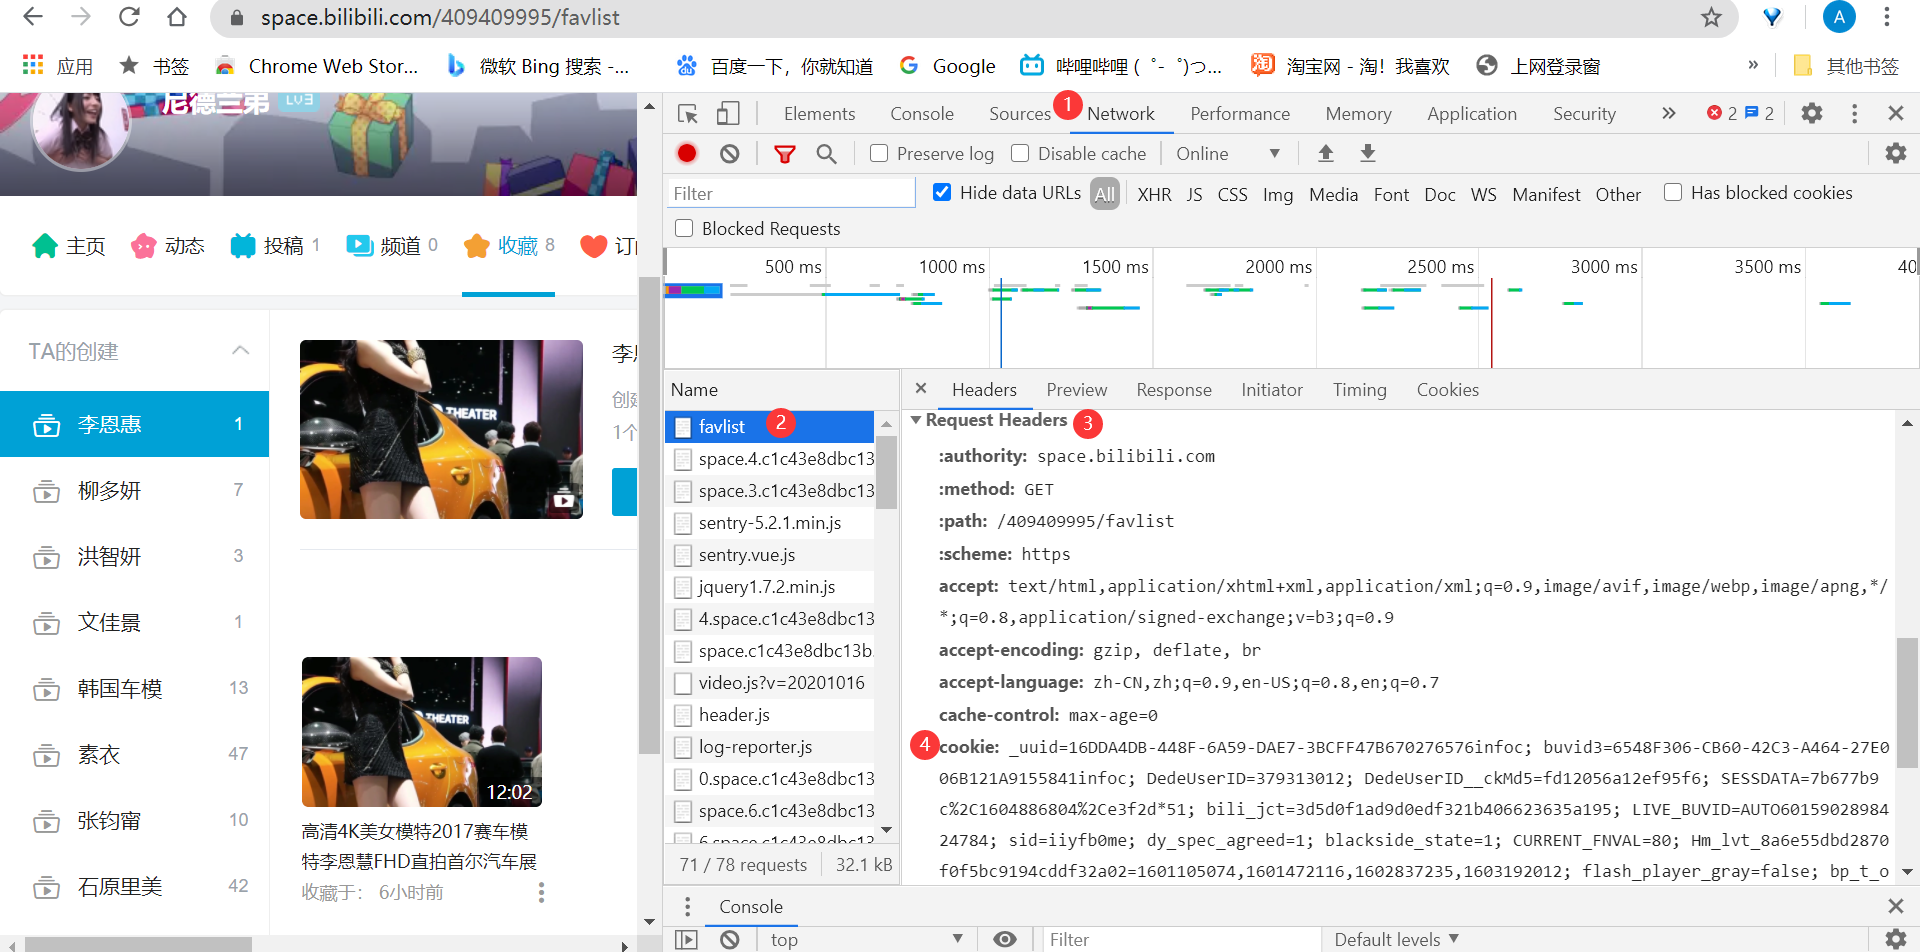 space.bilibili.com/409409995/favlist
A
应用 书签 Chrome Web Stor... 微软 Bing 搜索 -... 百度一下，你就知道 Google 哔哩哔哩 (゜-゜)つ... 淘宝网 - 淘！我喜欢 上网登录窗 » 其他书签
尼德兰弟 LV3
主页 动态 投稿 1 频道 0 收藏 8
TA的创建
李恩惠 1
柳多妍 7
洪智妍 3
文佳景 1
韩国车模 13
素衣 47
张钧甯 10
石原里美 42
THEATER
创建
1个
THEATER
12:02
高清4K美女模特2017赛车模
特李恩慧FHD直拍首尔汽车展
收藏于： 6小时前
Elements Console Sources 1 Network Performance Memory Application Security » 2 2
Preserve log Disable cache Online
Filter Hide data URLs All XHR JS CSS Img Media Font Doc WS Manifest Other Has blocked cookies
Blocked Requests
500 ms 1000 ms 1500 ms 2000 ms 2500 ms 3000 ms 3500 ms 40
Name
favlist 2
space.4.c1c43e8dbc13
space.3.c1c43e8dbc13
sentry-5.2.1.min.js
sentry.vue.js
jquery1.7.2.min.js
4.space.c1c43e8dbc13
space.c1c43e8dbc13b
video.js?v=20201016
header.js
log-reporter.js
0.space.c1c43e8dbc13
space.6.c1c43e8dbc13
6.space.c1c43e8dbc13
71 / 78 requests 32.1 kB
Headers Preview Response Initiator Timing Cookies
Request Headers 3
:authority: space.bilibili.com
:method: GET
:path: /409409995/favlist
:scheme: https
accept: text/html,application/xhtml+xml,application/xml;q=0.9,image/avif,image/webp,image/apng,*/
*;q=0.8,application/signed-exchange;v=b3;q=0.9
accept-encoding: gzip, deflate, br
accept-language: zh-CN,zh;q=0.9,en-US;q=0.8,en;q=0.7
cache-control: max-age=0
4 cookie: _uuid=16DDA4DB-448F-6A59-DAE7-3BCFF47B670276576infoc; buvid3=6548F306-CB60-42C3-A464-27E0
06B121A9155841infoc; DedeUserID=379313012; DedeUserID__ckMd5=fd12056a12ef95f6; SESSDATA=7b677b9
c%2C1604886804%2Ce3f2d*51; bili_jct=3d5d0f1ad9d0edf321b406623635a195; LIVE_BUVID=AUTO60159028984
24784; sid=iiyfb0me; dy_spec_agreed=1; blackside_state=1; CURRENT_FNVAL=80; Hm_lvt_8a6e55dbd2870
f0f5bc9194cddf32a02=1601105074,1601472116,1602837235,1603192012; flash_player_gray=false; bp_t_o
Console
top Filter Default levels